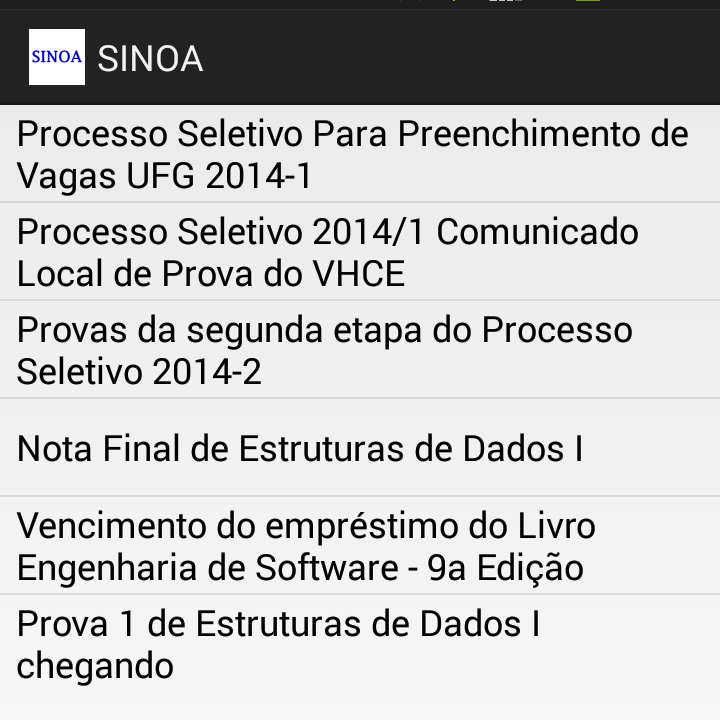 SINOA SINOA
Processo Seletivo Para Preenchimento de
Vagas UFG 2014-1
Processo Seletivo 2014/1 Comunicado
Local de Prova do VHCE
Provas da segunda etapa do Processo
Seletivo 2014-2
Nota Final de Estruturas de Dados I
Vencimento do empréstimo do Livro
Engenharia de Software - 9a Edição
Prova 1 de Estruturas de Dados I
chegando